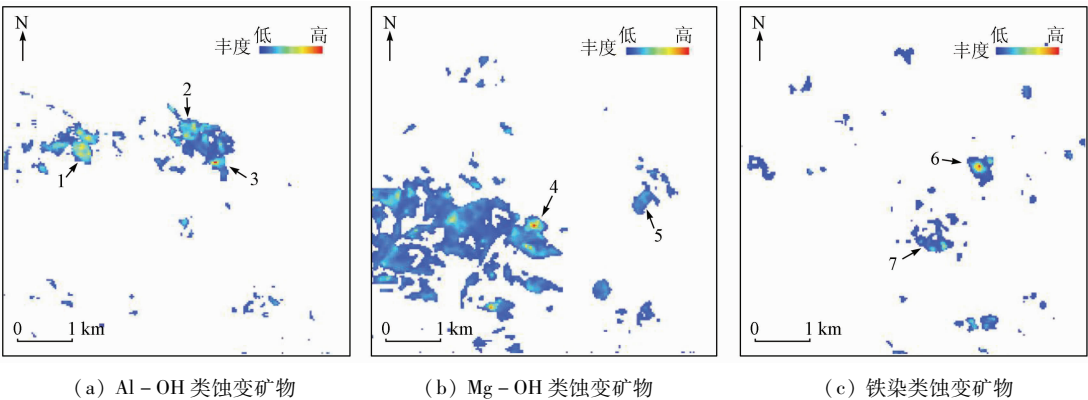 N
丰度 低 高
2
1
3
0 1 km
N
丰度 低 高
4
5
0 1 km
N
丰度 低 高
6
7
0 1 km
(a) Al－OH 类蚀变矿物
(b) Mg－OH 类蚀变矿物
(c) 铁染类蚀变矿物